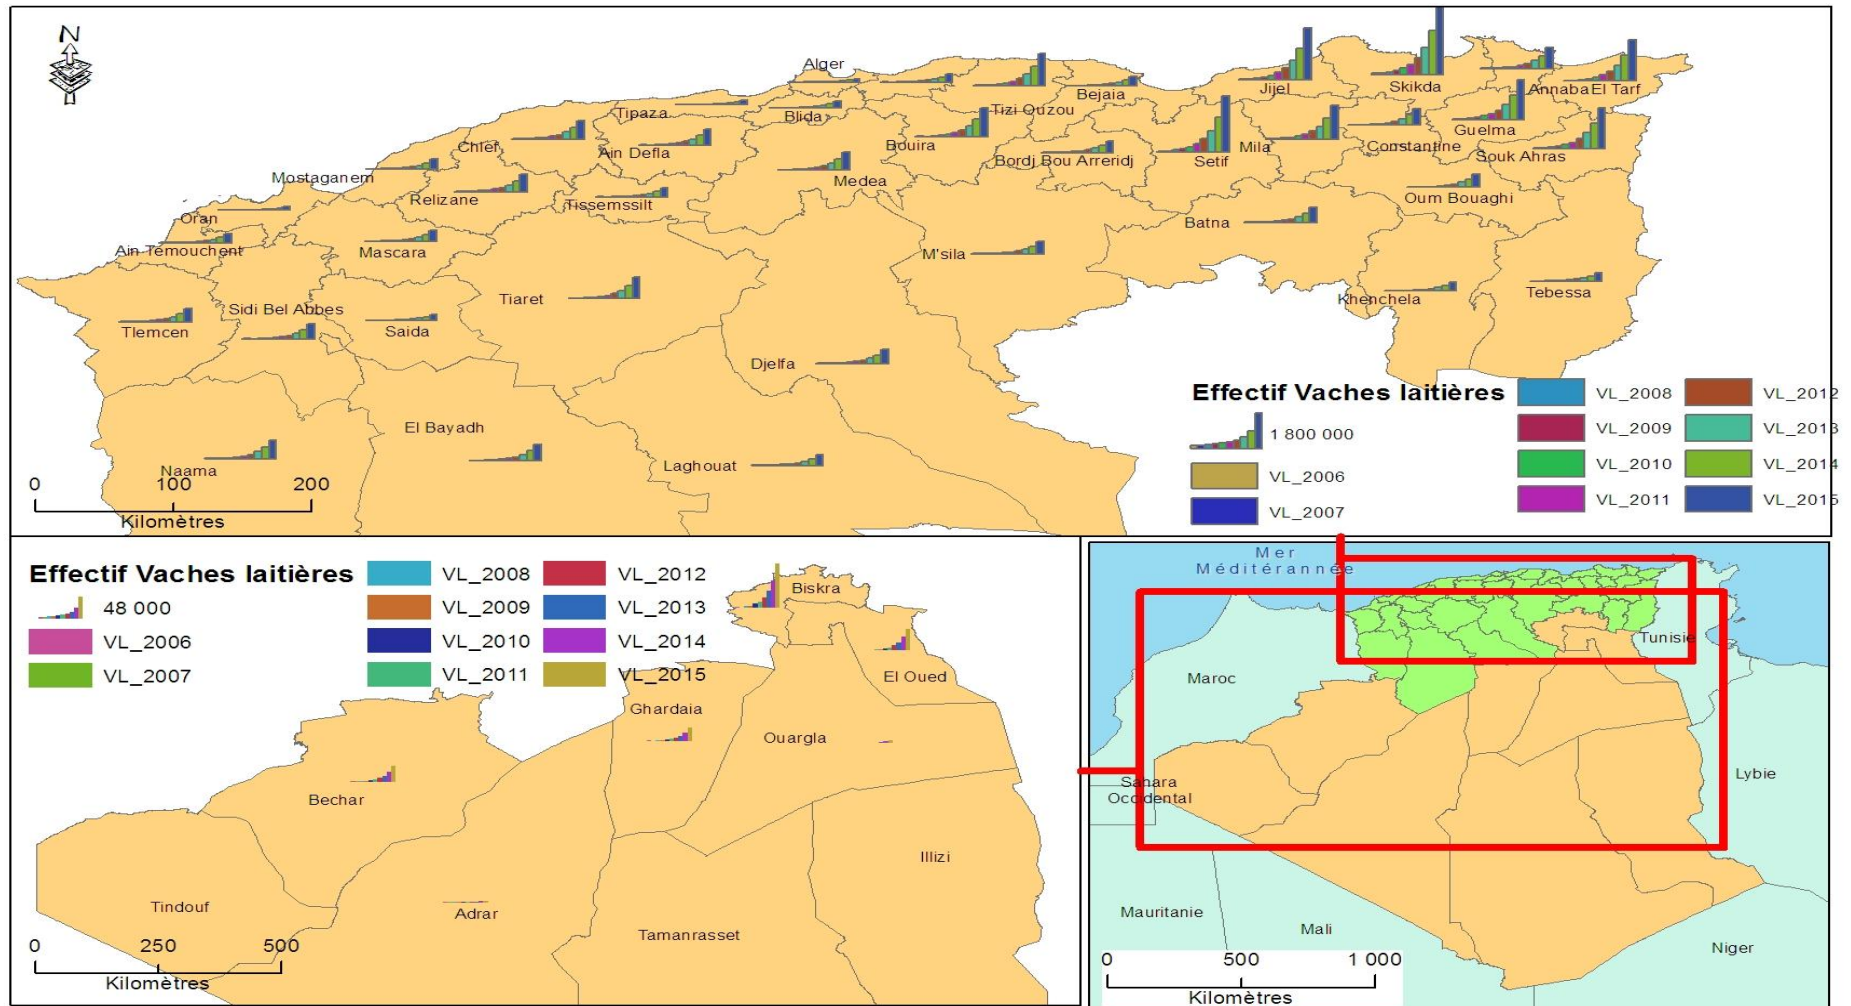 N
Alger
Tipaza
Blida
Tizi Ouzou
Bejaia
Jijel
Skikda
Annaba
El Tarf
Chlef
Ain Defla
Bouira
Bordj Bou Arreridj
Setif
Mila
Constantine
Guelma
Souk Ahras
Mostaganem
Relizane
Tissemssilt
Medea
Oum Bouaghi
Oran
Ain Temouchent
Mascara
M'sila
Batna
Tiaret
Khenchela
Tebessa
Tlemcen
Sidi Bel Abbes
Saida
Djelfa
El Bayadh
Naama
Laghouat
0 100 200
Kilomètres
Effectif Vaches laitières
1 800 000
VL_2006
VL_2007
VL_2008
VL_2009
VL_2010
VL_2011
VL_2012
VL_2013
VL_2014
VL_2015
Effectif Vaches laitières
48 000
VL_2006
VL_2007
VL_2008
VL_2009
VL_2010
VL_2011
VL_2012
VL_2013
VL_2014
VL_2015
Biskra
El Oued
Ghardaia
Ouargla
Bechar
Illizi
Tindouf
Adrar
Tamanrasset
0 250 500
Kilomètres
Mer
Méditérannée
Tunisie
Maroc
Lybie
Sahara
Occidental
Mauritanie
Mali
Niger
0 500 1 000
Kilomètres